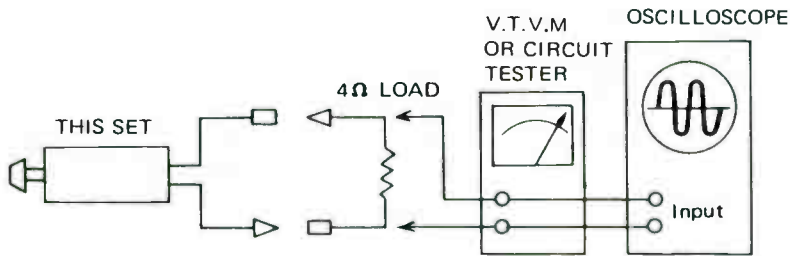 THIS SET
4Ω LOAD
V.T.V.M
OR CIRCUIT
TESTER
OSCILLOSCOPE
Input